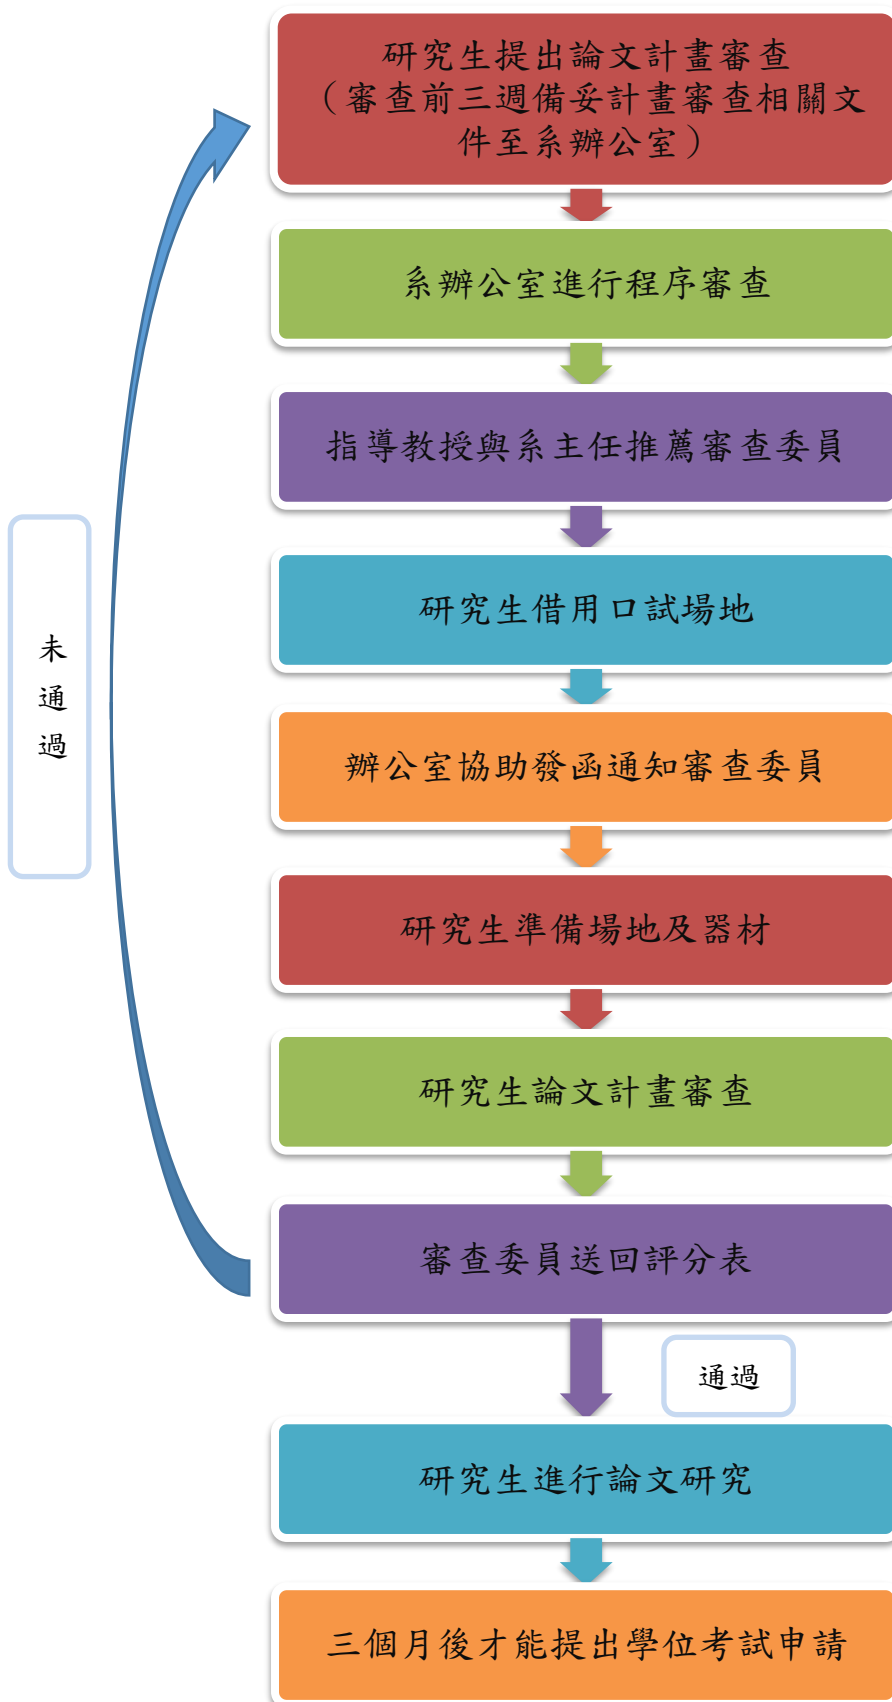 研究生提出論文計畫審查
（審查前三週備妥計畫審查相關文
件至系辦公室）
系辦公室進行程序審查
指導教授與系主任推薦審查委員
研究生借用口試場地
辦公室協助發函通知審查委員
研究生準備場地及器材
研究生論文計畫審查
審查委員送回評分表
未
通
過
通過
研究生進行論文研究
三個月後才能提出學位考試申請